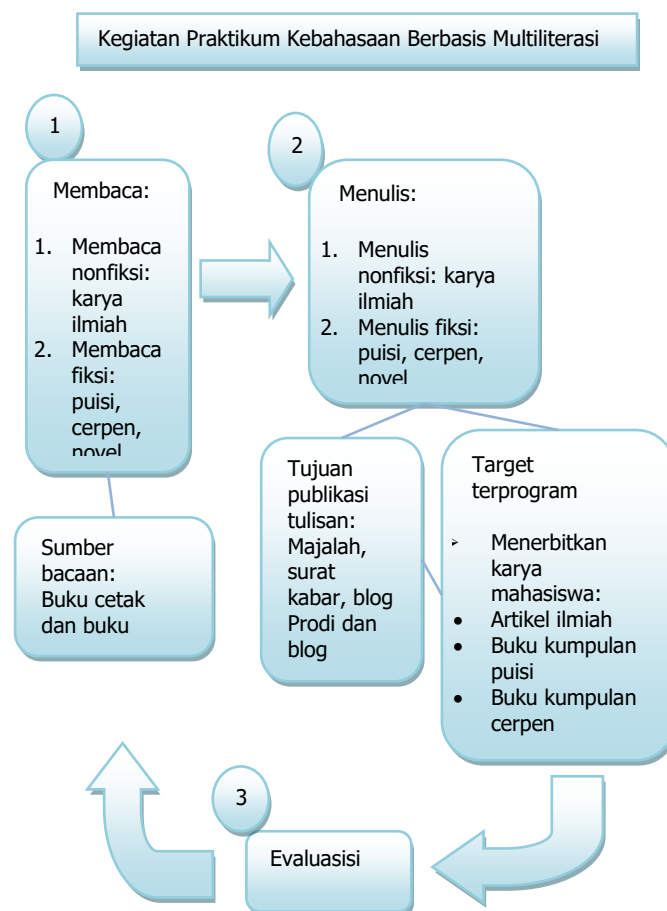 Kegiatan Praktikum Kebahasaan Berbasis Multiliterasi
1
Membaca:
1. Membaca
nonfiksi:
karya
ilmiah
2. Membaca
fiksi:
puisi,
cerpen,
novel
Sumber
bacaan:
Buku cetak
dan buku
2
Menulis:
1. Menulis
nonfiksi: karya
ilmiah
2. Menulis fiksi:
puisi, cerpen,
novel
Tujuan
publikasi
tulisan:
Majalah,
surat
kabar, blog
Prodi dan
blog
Target
terprogram
➢ Menerbitkan
karya
mahasiswa:
• Artikel ilmiah
• Buku kumpulan
puisi
• Buku kumpulan
cerpen
3
Evaluasisi